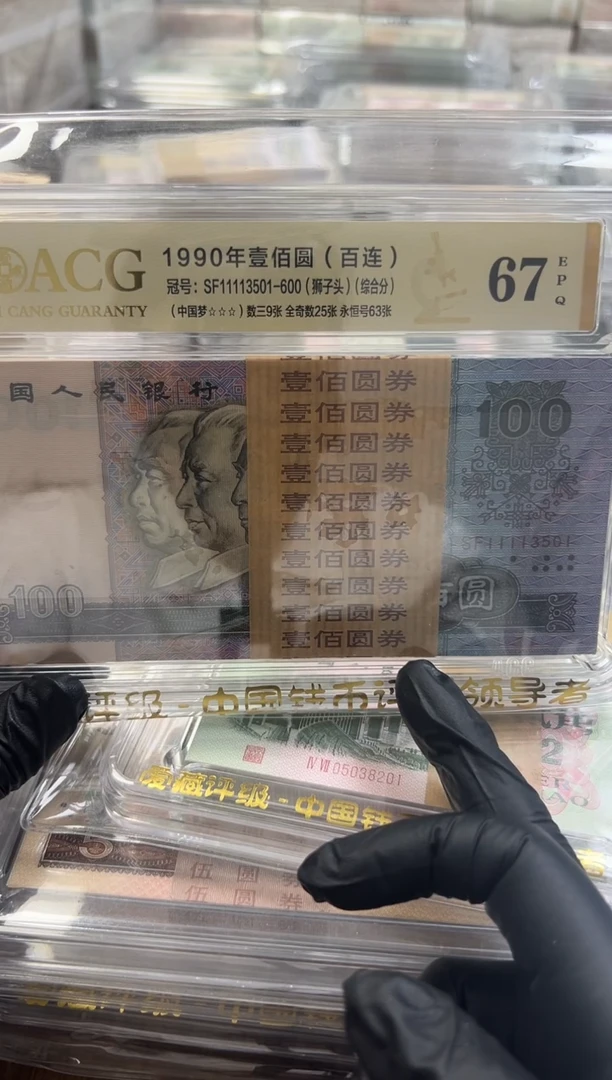 ACG
CANG GUARANTY
1990年壹佰圆（百连）
冠号：SF11113501-600（狮子头）（综合分）
（中国梦☆☆☆）数三9张 全奇数25张 永恒号63张
67
E
P
Q
国人民银行
壹佰圆券
壹佰圆券
壹佰圆券
壹佰圆券
壹佰圆券
壹佰圆券
壹佰圆券
壹佰圆券
壹佰圆券
壹佰圆券
100
SF11113501
圆
100
评级-中国钱币评 领导者
IV VII 05038201
2
爱藏评级-中国钱
5
伍圆
伍圆券